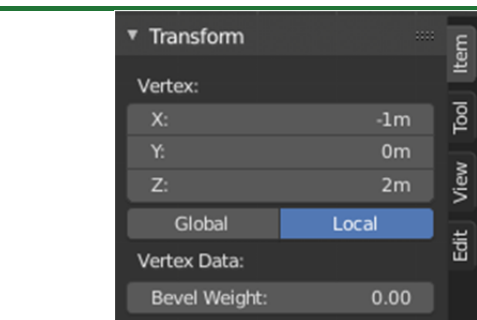 ▼ Transform
Vertex:
X: -1m
Y: 0m
Z: 2m
Global Local
Vertex Data:
Bevel Weight: 0.00
Item
Tool
View
Edit